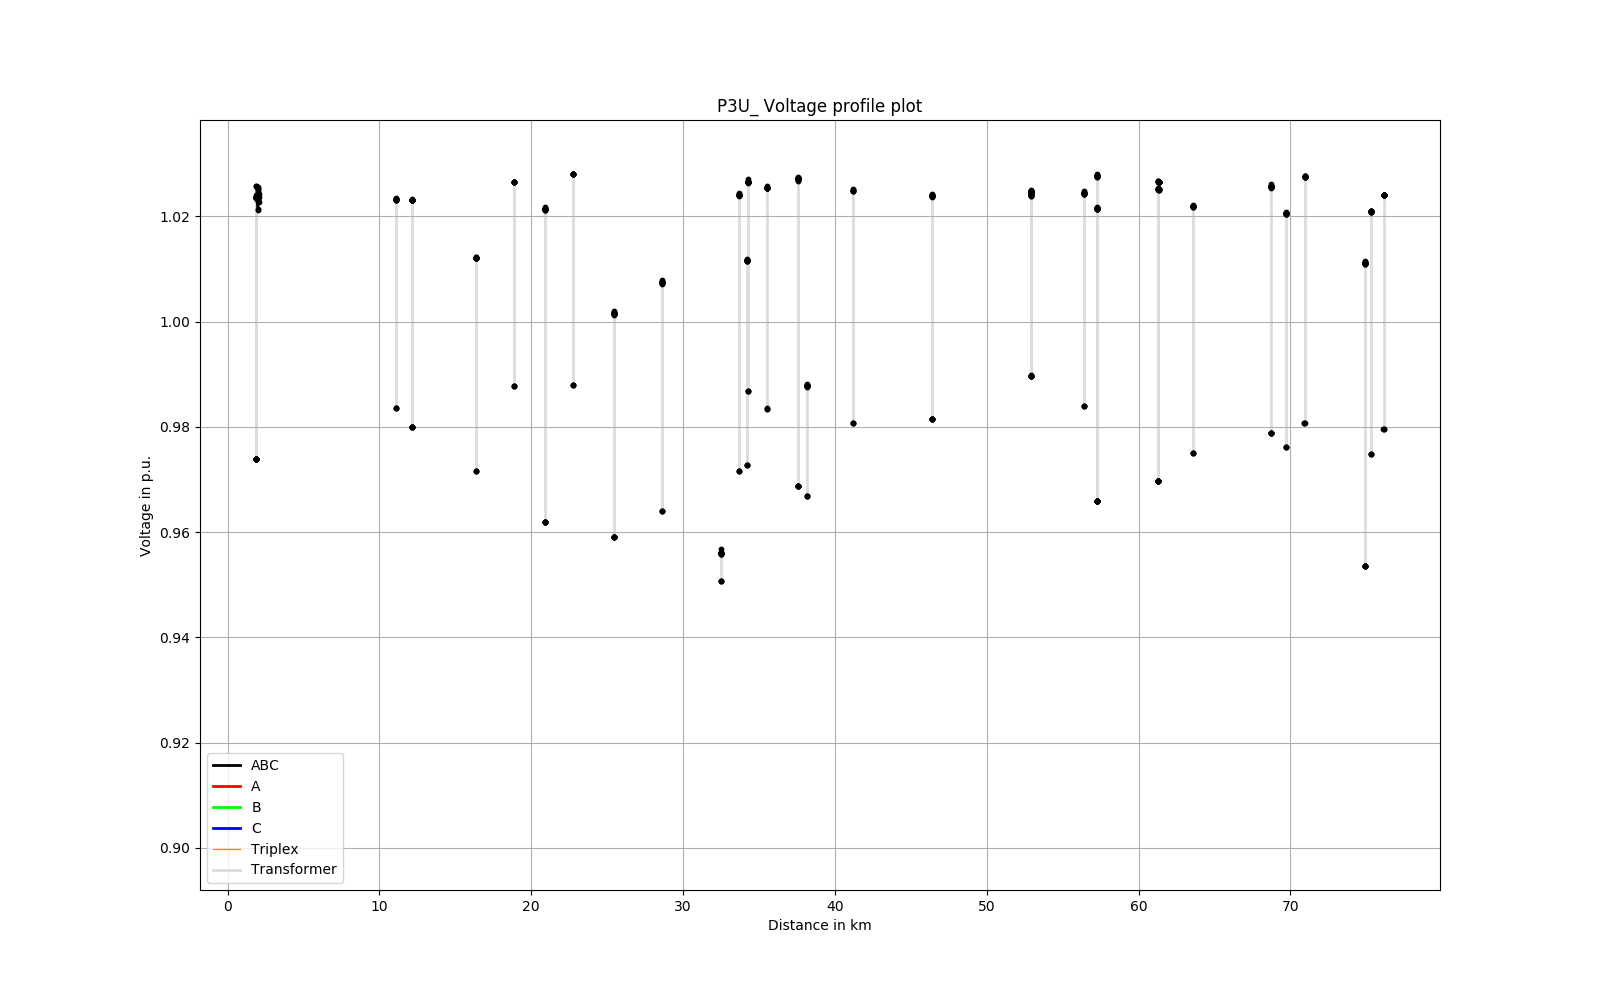 P3U_ Voltage profile plot
1.02
1.00
0.98
0.96
0.94
0.92
0.90
Voltage in p.u.
ABC
A
B
C
Triplex
Transformer
0 10 20 30 40 50 60 70
Distance in km